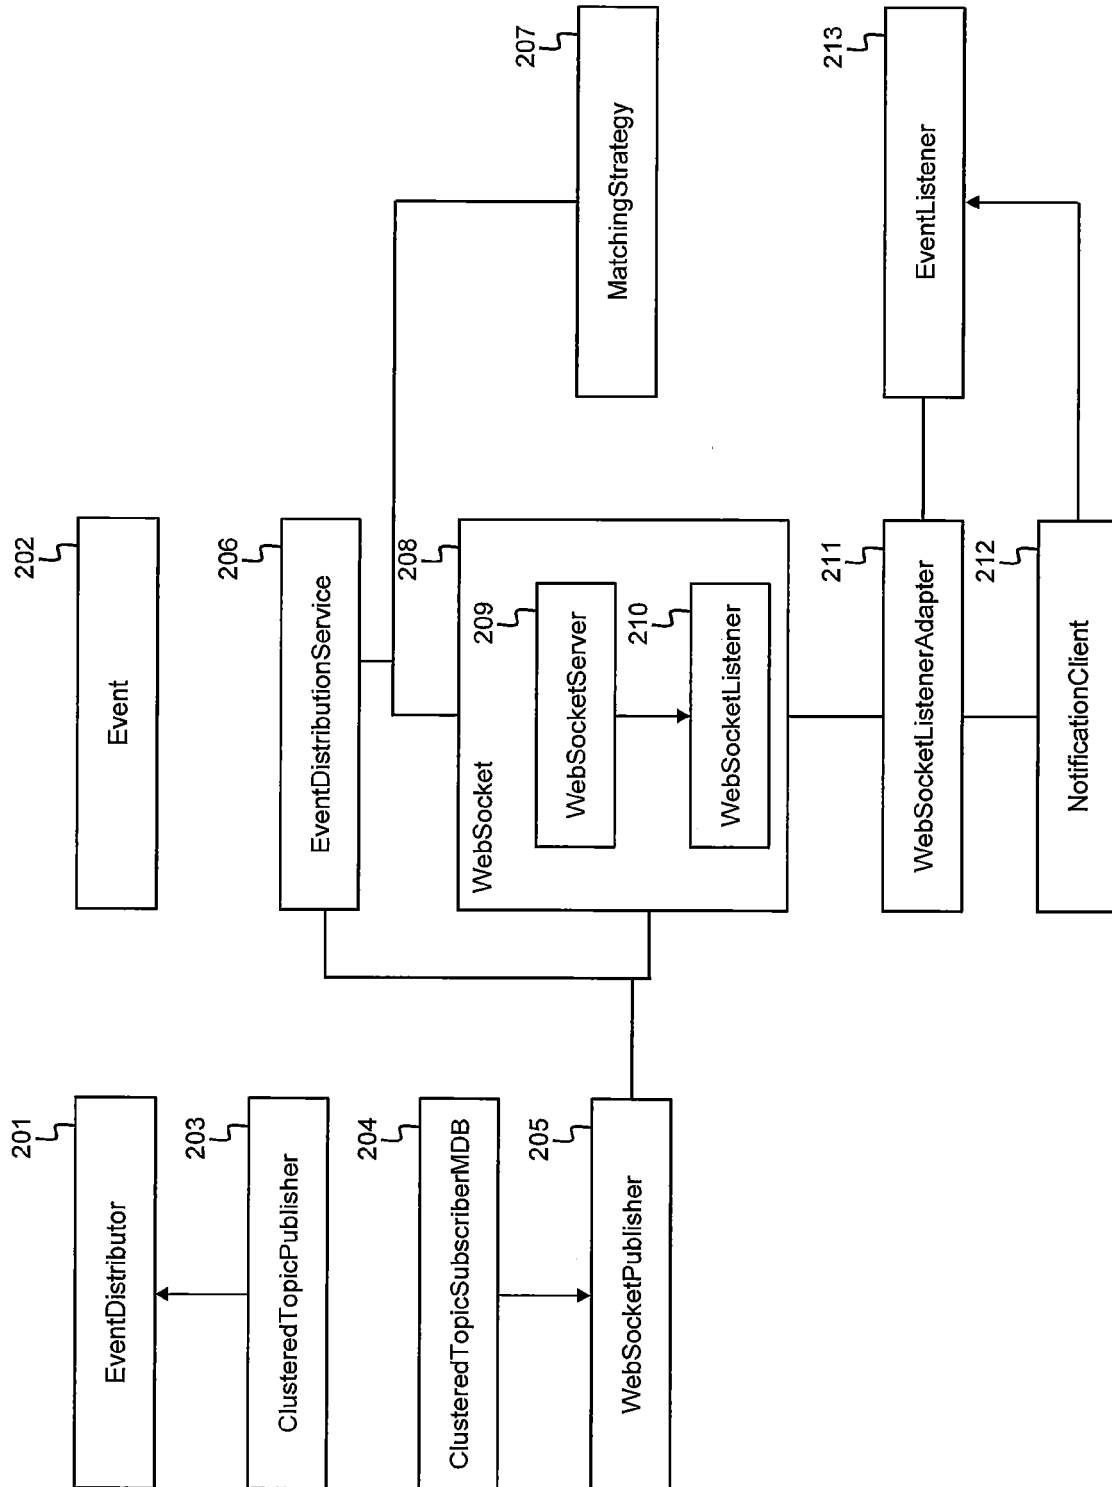 201
EventDistributor
203
ClusteredTopicPublisher
204
ClusteredTopicSubscriberMDB
205
WebSocketPublisher
202
Event
206
EventDistributionService
208
WebSocket
209
WebSocketServer
210
WebSocketListener
211
WebSocketListenerAdapter
212
NotificationClient
207
MatchingStrategy
213
EventListener